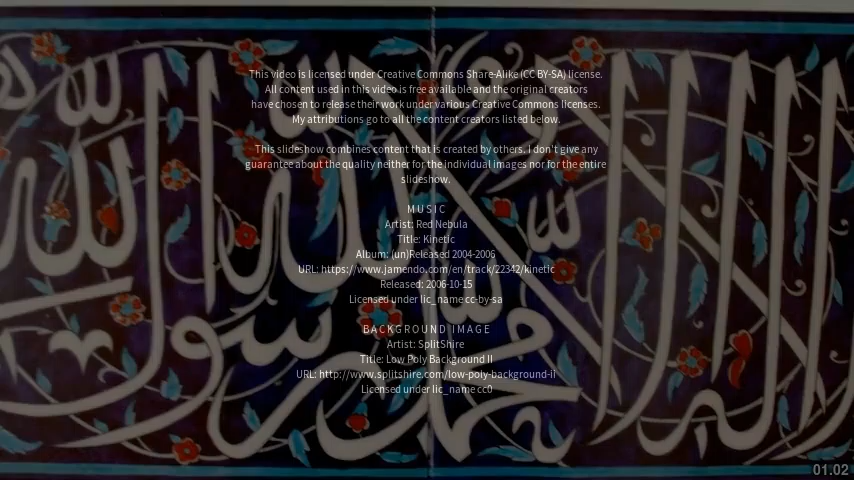 This video is licensed under Creative Commons Share-Alike (CC BY-SA) license.
All content used in this video is free available and the original creators
have chosen to release their work under various Creative Commons licenses.
My attributions go to all the content creators listed below.
This slideshow combines content that is created by others. I don't give any
guarantee about the quality neither for the individual images nor for the entire
slideshow.
MUSIC
Artist: Red Nebula
Title: Kinetic
Album: (un)Released 2004-2006
URL: https://www.jamendo.com/en/track/22342/kinetic
Released: 2006-10-15
Licensed under lic_name cc-by-sa
BACKGROUND IMAGE
Artist: SplitShire
Title: Low Poly Background II
URL: http://www.splitshire.com/low-poly-background-ii
Licensed under lic_name cc0
محمد رسول الله
01.02